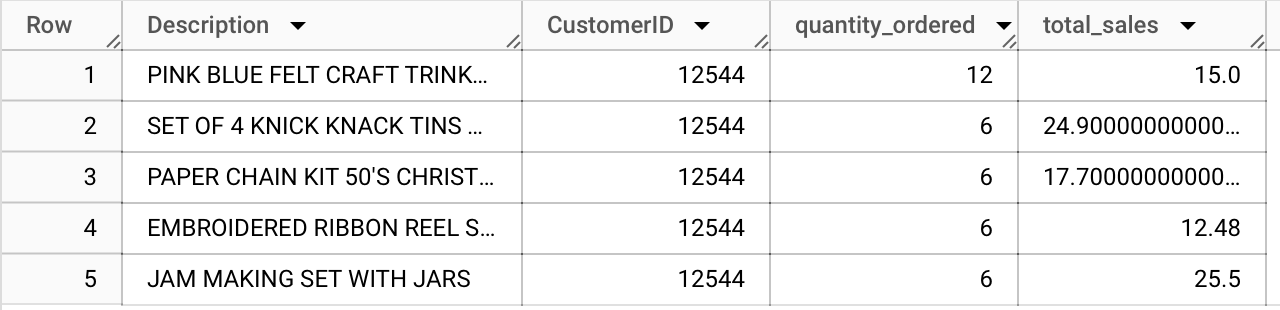 Row Description CustomerID quantity_ordered total_sales
1 PINK BLUE FELT CRAFT TRINK... 12544 12 15.0
2 SET OF 4 KNICK KNACK TINS ... 12544 6 24.90000000000...
3 PAPER CHAIN KIT 50'S CHRIST... 12544 6 17.70000000000...
4 EMBROIDERED RIBBON REEL S... 12544 6 12.48
5 JAM MAKING SET WITH JARS 12544 6 25.5